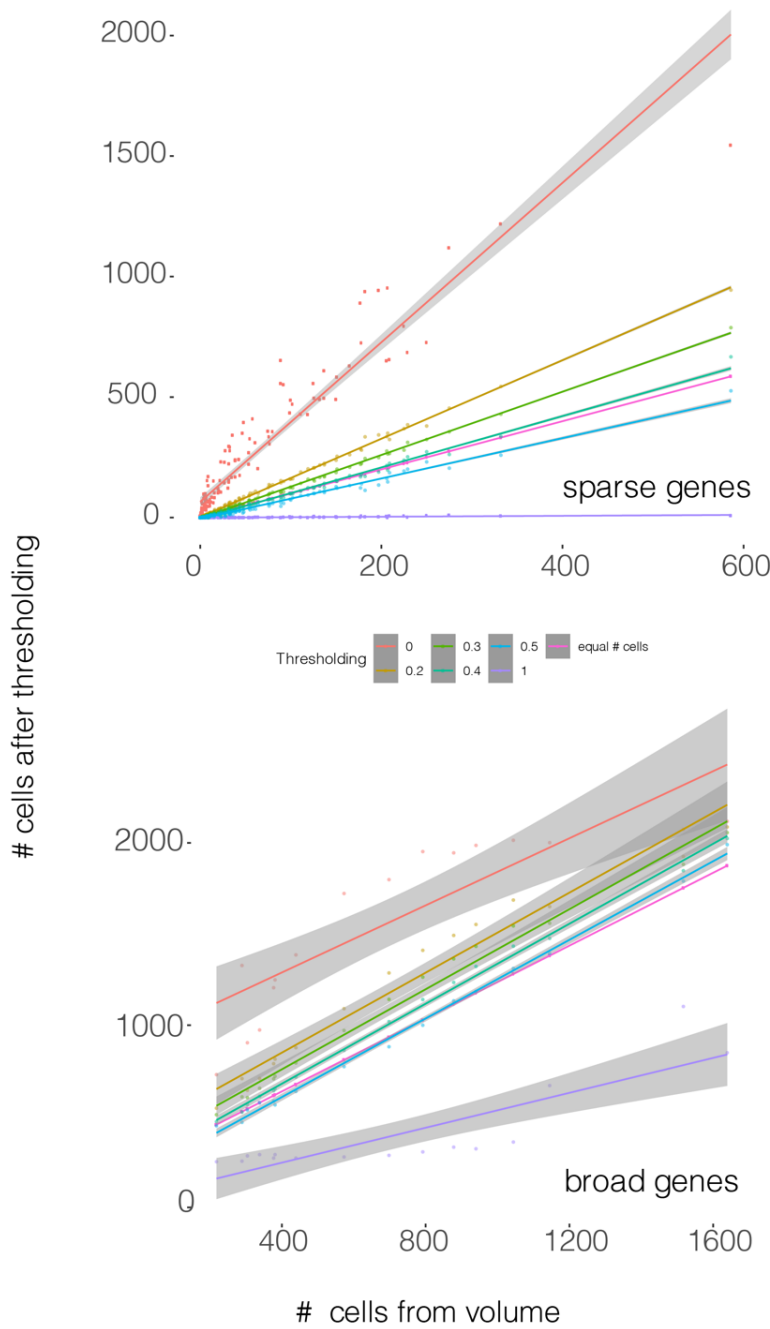 2000
1500
1000
500
0
sparse genes
0 200 400 600
# cells after thresholding
Thresholding 0 0.3 0.5 equal # cells
0.2 0.4 1
2000
1000
0
broad genes
400 800 1200 1600
# cells from volume